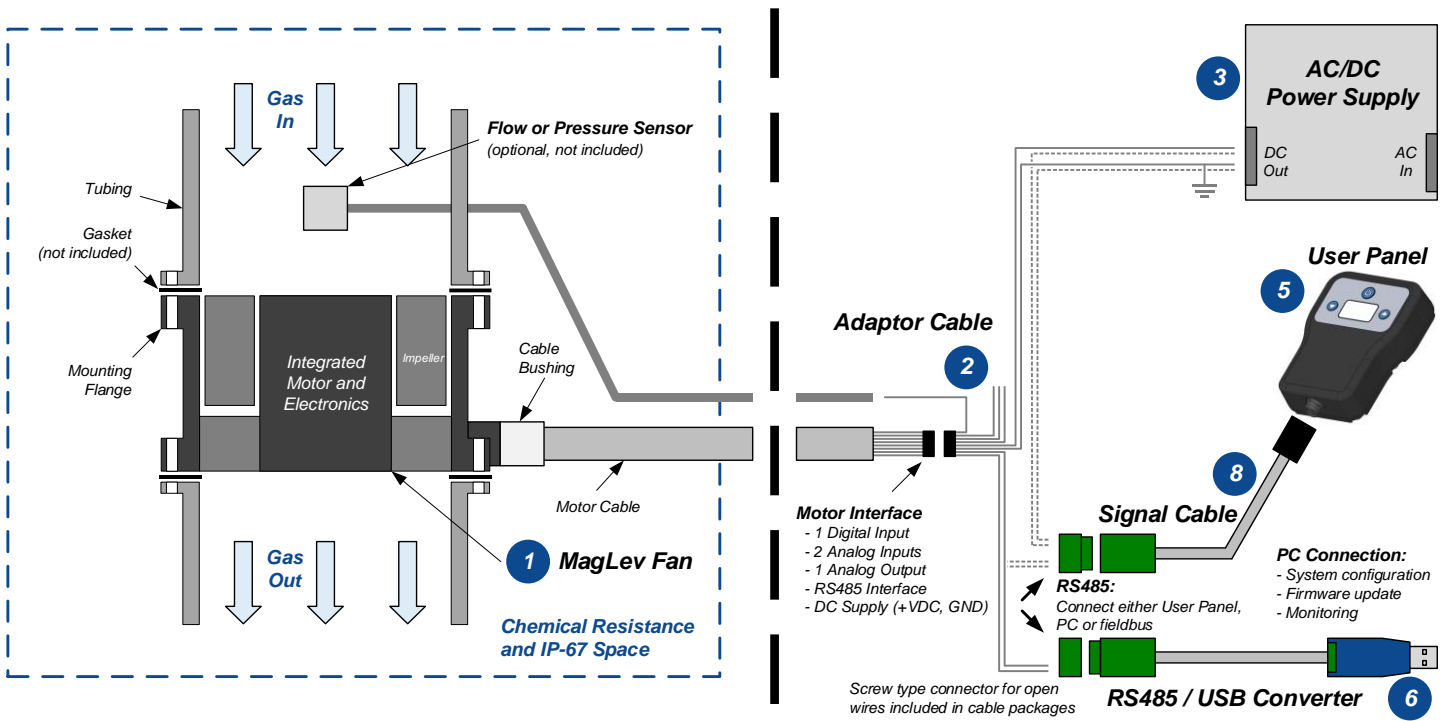 Gas
In
Flow or Pressure Sensor
(optional, not included)
Tubing
Gasket
(not included)
Mounting
Flange
Integrated
Motor and
Electronics
Impeller
Cable
Bushing
Motor Cable
Gas
Out
1
MagLev Fan
Chemical Resistance
and IP-67 Space
3
AC/DC
Power Supply
DC
Out
AC
In
User Panel
5
Adaptor Cable
2
Motor Interface
- 1 Digital Input
- 2 Analog Inputs
- 1 Analog Output
- RS485 Interface
- DC Supply (+VDC, GND)
8
Signal Cable
RS485:
Connect either User Panel,
PC or fieldbus
PC Connection:
- System configuration
- Firmware update
- Monitoring
Screw type connector for open
wires included in cable packages
RS485 / USB Converter
6